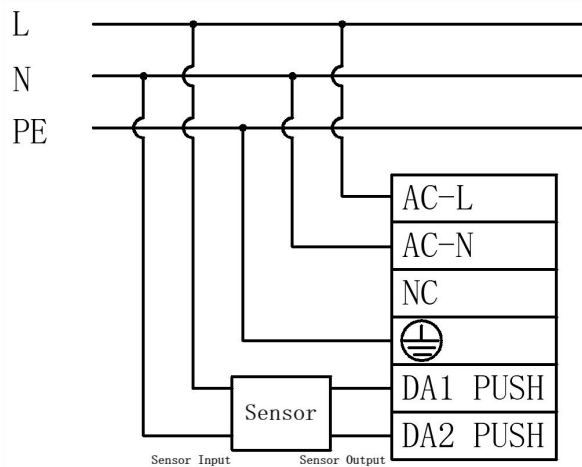 L
N
PE
AC-L
AC-N
NC
DA1 PUSH
Sensor
DA2 PUSH
Sensor Input
Sensor Output